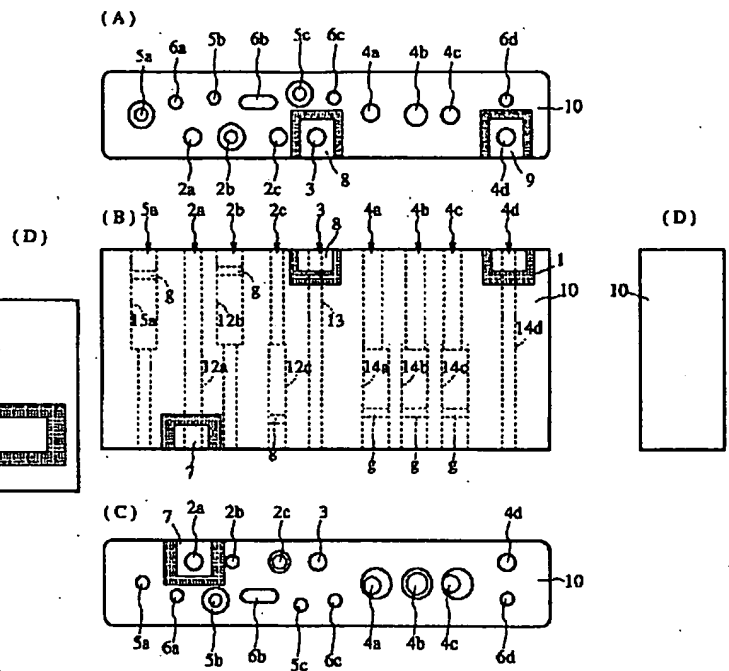 (A)
5a 6a 5b 6b 5c 6c 4a 4b 4c 6d
10
2a 2b 2c 3 8 4d 9
(B)
(D)
(D)
5a 2a 2b 2c 3 8 4a 4b 4c 4d
g g 1
10
10
15a 12b 13 14d
12a 12c 14a 14b 14c
g g g g
(C)
7 2a 2b 2c 3 4d
10
5a 6a 5b 6b 5c 6c 4a 4b 4c 6d